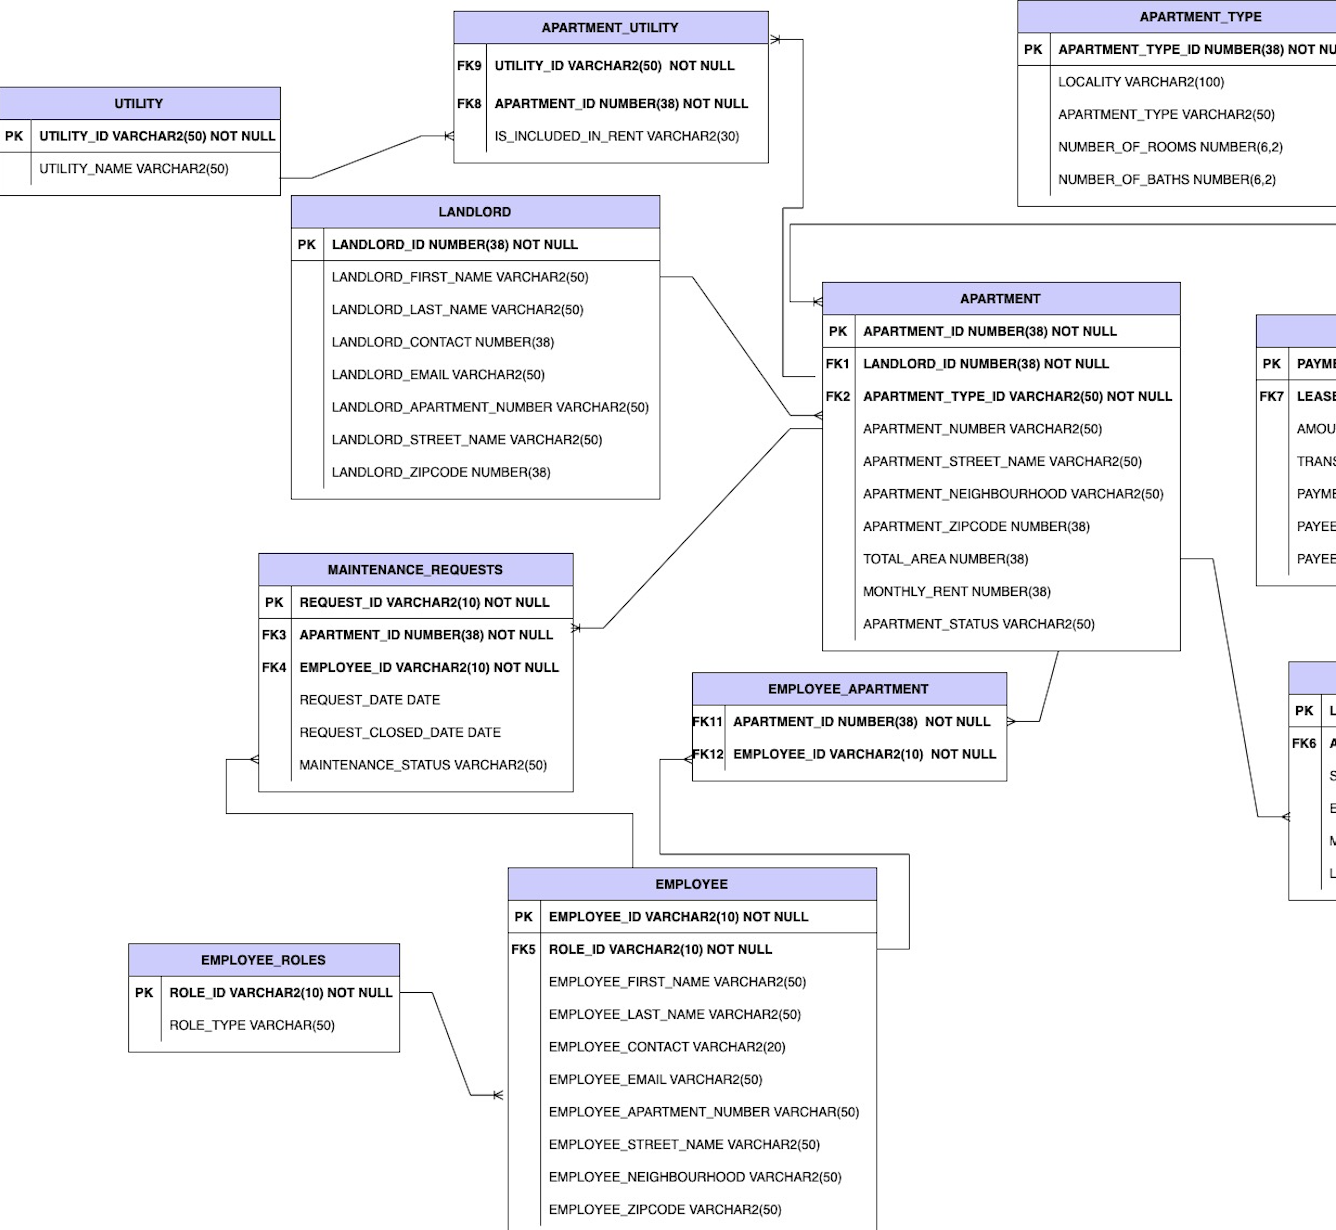 APARTMENT_UTILITY
FK9 UTILITY_ID VARCHAR2(50) NOT NULL
FK8 APARTMENT_ID NUMBER(38) NOT NULL
IS_INCLUDED_IN_RENT VARCHAR2(30)
APARTMENT_TYPE
PK APARTMENT_TYPE_ID NUMBER(38) NOT NU
LOCALITY VARCHAR2(100)
APARTMENT_TYPE VARCHAR2(50)
NUMBER_OF_ROOMS NUMBER(6,2)
NUMBER_OF_BATHS NUMBER(6,2)
UTILITY
PK UTILITY_ID VARCHAR2(50) NOT NULL
UTILITY_NAME VARCHAR2(50)
LANDLORD
PK LANDLORD_ID NUMBER(38) NOT NULL
LANDLORD_FIRST_NAME VARCHAR2(50)
LANDLORD_LAST_NAME VARCHAR2(50)
LANDLORD_CONTACT NUMBER(38)
LANDLORD_EMAIL VARCHAR2(50)
LANDLORD_APARTMENT_NUMBER VARCHAR2(50)
LANDLORD_STREET_NAME VARCHAR2(50)
LANDLORD_ZIPCODE NUMBER(38)
APARTMENT
PK APARTMENT_ID NUMBER(38) NOT NULL
FK1 LANDLORD_ID NUMBER(38) NOT NULL
FK2 APARTMENT_TYPE_ID VARCHAR2(50) NOT NULL
APARTMENT_NUMBER VARCHAR2(50)
APARTMENT_STREET_NAME VARCHAR2(50)
APARTMENT_NEIGHBOURHOOD VARCHAR2(50)
APARTMENT_ZIPCODE NUMBER(38)
TOTAL_AREA NUMBER(38)
MONTHLY_RENT NUMBER(38)
APARTMENT_STATUS VARCHAR2(50)
PK PAYME
FK7 LEASE
AMOU
TRANS
PAYME
PAYEE
PAYEE
MAINTENANCE_REQUESTS
PK REQUEST_ID VARCHAR2(10) NOT NULL
FK3 APARTMENT_ID NUMBER(38) NOT NULL
FK4 EMPLOYEE_ID VARCHAR2(10) NOT NULL
REQUEST_DATE DATE
REQUEST_CLOSED_DATE DATE
MAINTENANCE_STATUS VARCHAR2(50)
EMPLOYEE_APARTMENT
FK11 APARTMENT_ID NUMBER(38) NOT NULL
FK12 EMPLOYEE_ID VARCHAR2(10) NOT NULL
PK L
FK6 A
S
E
M
L
EMPLOYEE
PK EMPLOYEE_ID VARCHAR2(10) NOT NULL
FK5 ROLE_ID VARCHAR2(10) NOT NULL
EMPLOYEE_FIRST_NAME VARCHAR2(50)
EMPLOYEE_LAST_NAME VARCHAR2(50)
EMPLOYEE_CONTACT VARCHAR2(20)
EMPLOYEE_EMAIL VARCHAR2(50)
EMPLOYEE_APARTMENT_NUMBER VARCHAR(50)
EMPLOYEE_STREET_NAME VARCHAR2(50)
EMPLOYEE_NEIGHBOURHOOD VARCHAR2(50)
EMPLOYEE_ZIPCODE VARCHAR2(50)
EMPLOYEE_ROLES
PK ROLE_ID VARCHAR2(10) NOT NULL
ROLE_TYPE VARCHAR(50)